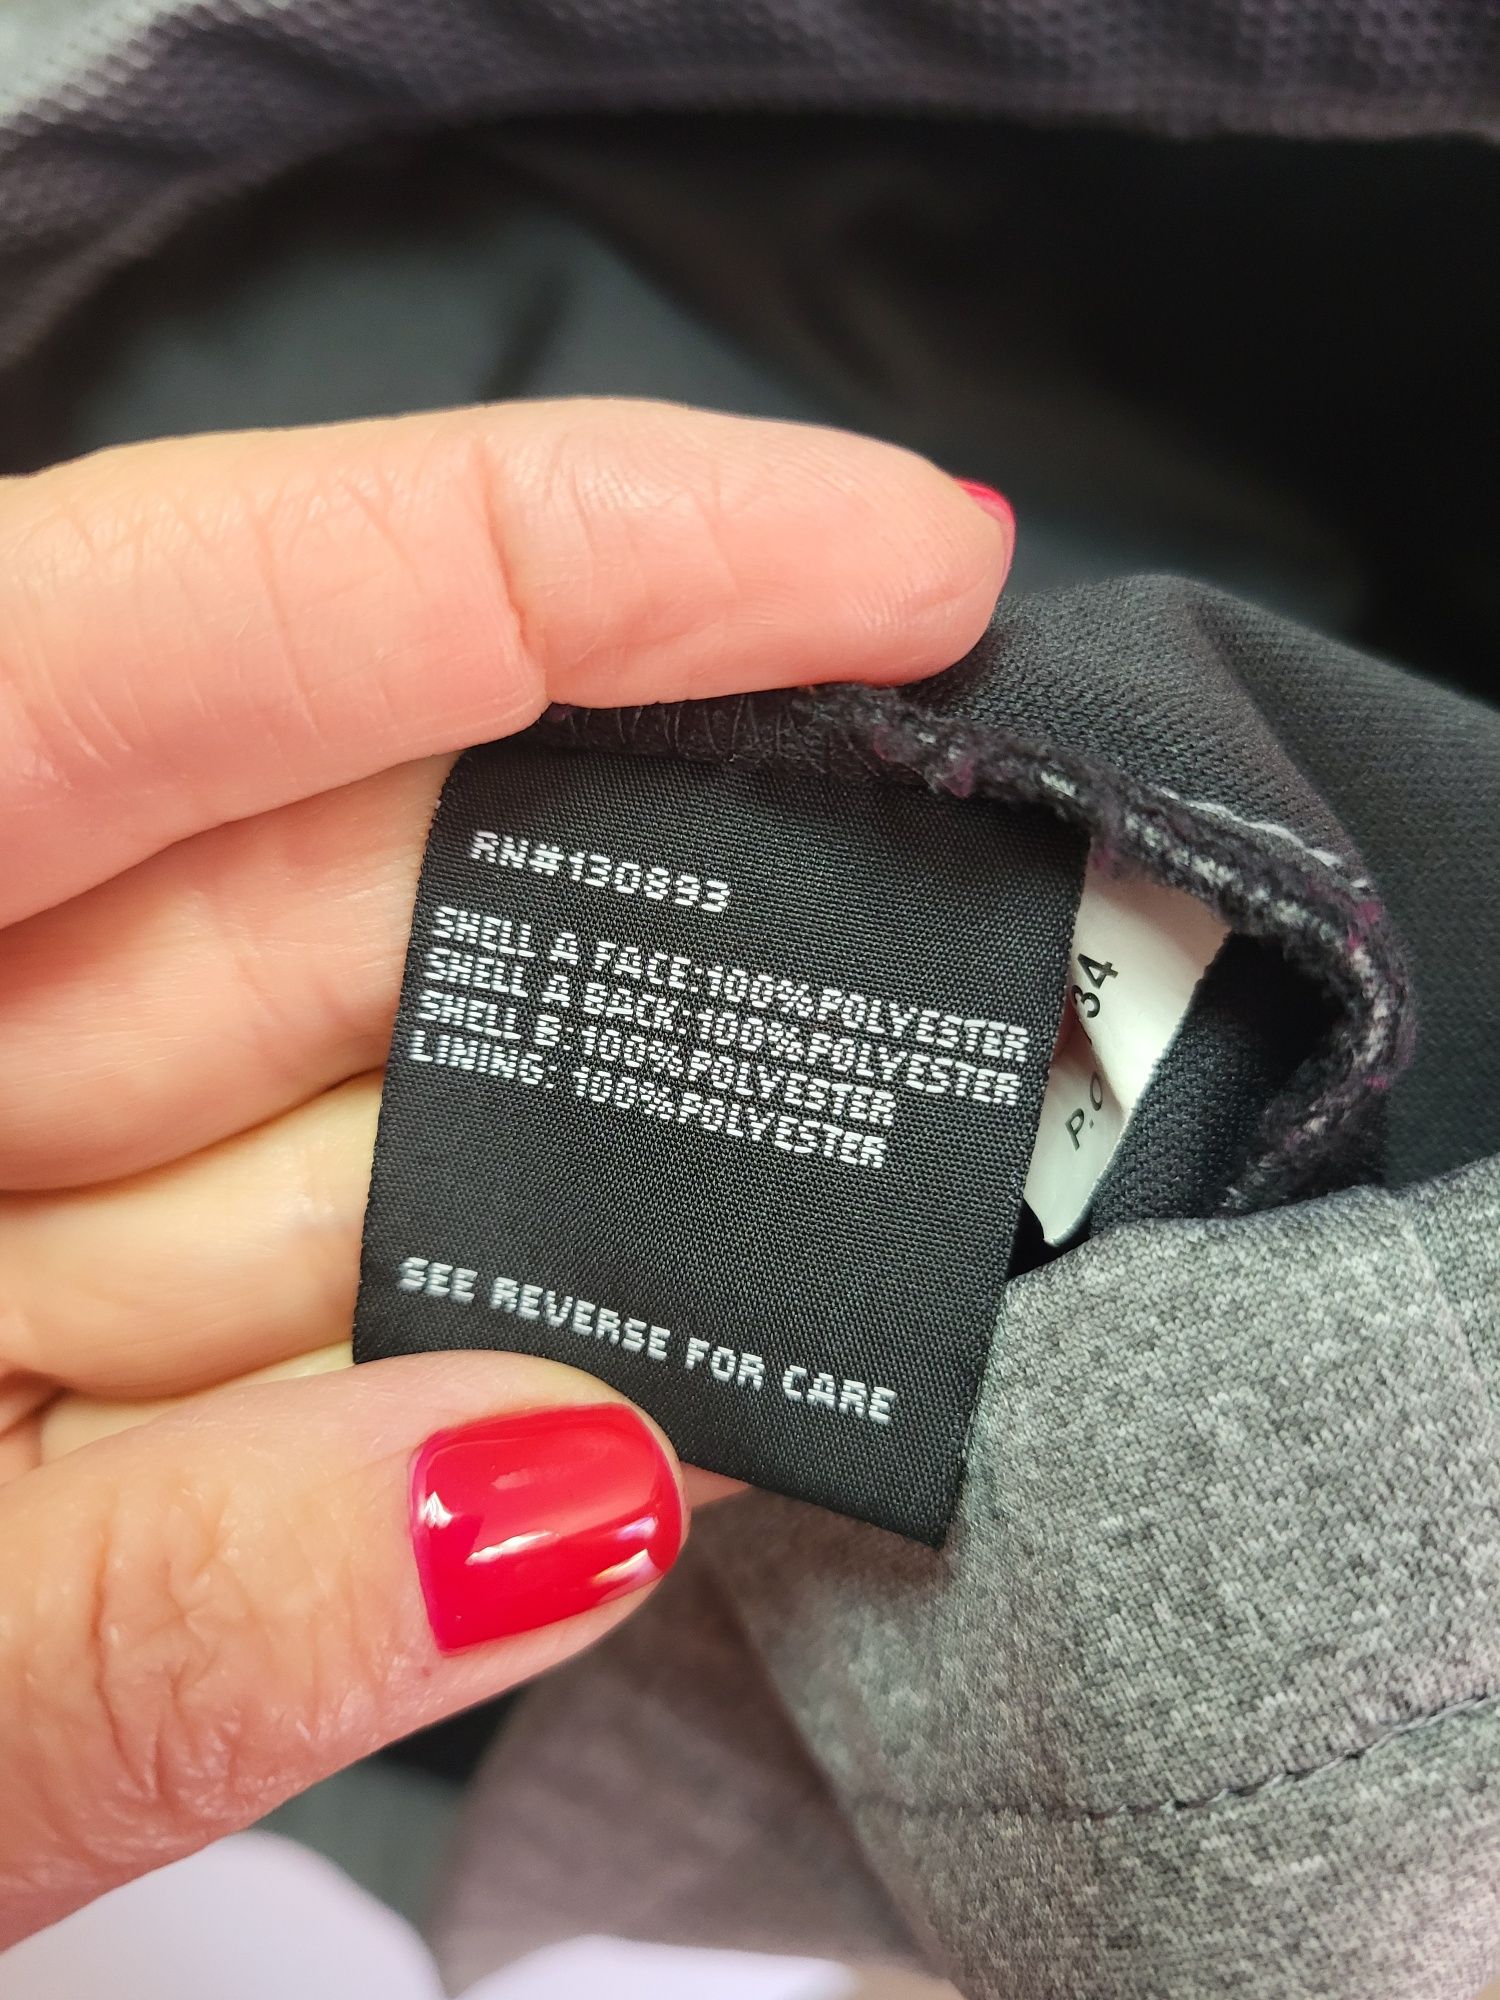 RN#130893
SHELL A FACE:100%POLYESTER
SHELL A BACK:100%POLYESTER
SHELL B:100%POLYESTER
LINING: 100%POLYESTER
SEE REVERSE FOR CARE
34
P.O